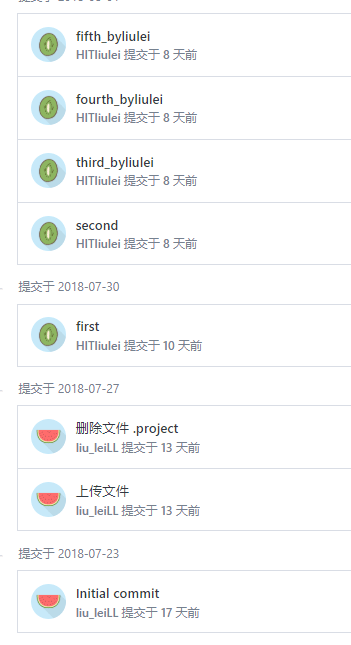 fifth_byliulei
HITliulei 提交于 8 天前
fourth_byliulei
HITliulei 提交于 8 天前
third_byliulei
HITliulei 提交于 8 天前
second
HITliulei 提交于 8 天前
提交于 2018-07-30
first
HITliulei 提交于 10 天前
提交于 2018-07-27
删除文件 .project
liu_leiLL 提交于 13 天前
上传文件
liu_leiLL 提交于 13 天前
提交于 2018-07-23
Initial commit
liu_leiLL 提交于 17 天前